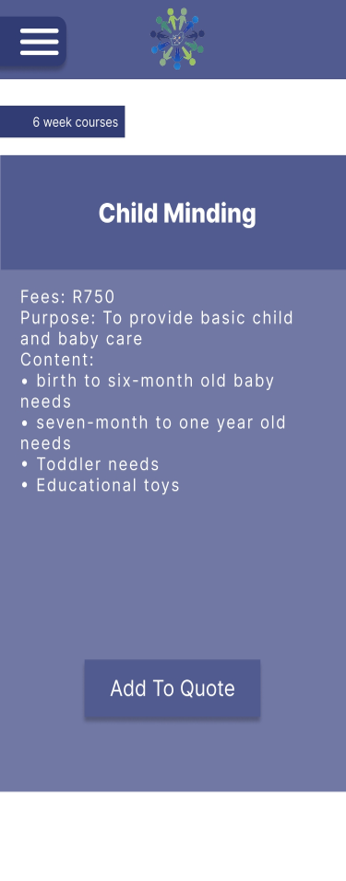 6 week courses
Child Minding
Fees: R750
Purpose: To provide basic child
and baby care
Content:
• birth to six-month old baby
needs
• seven-month to one year old
needs
• Toddler needs
• Educational toys
Add To Quote